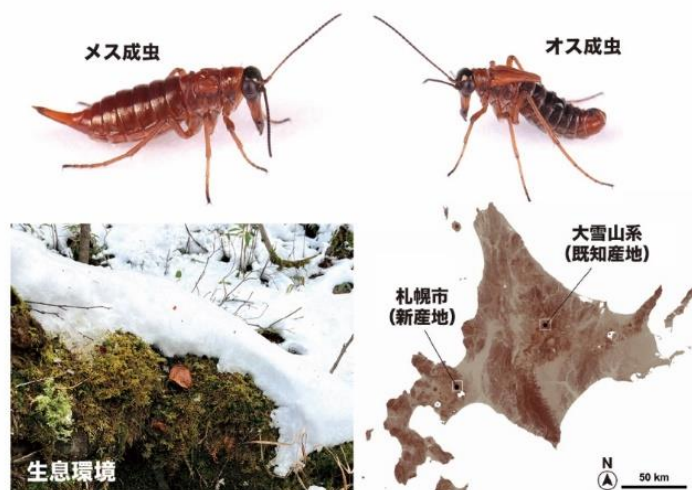 メス成虫
オス成虫
大雪山系
(既知産地)
札幌市
(新産地)
生息環境
N
50 km